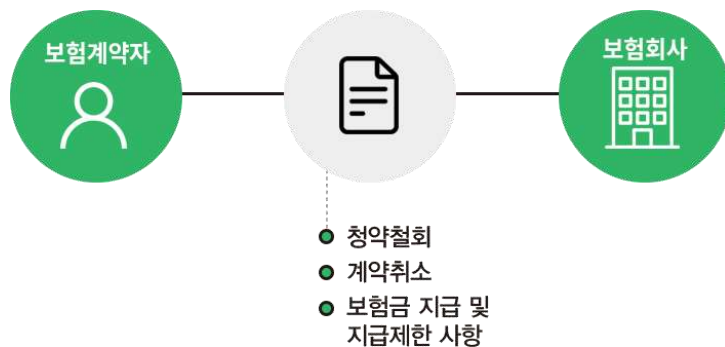 보험계약자
보험회사
청약철회
계약취소
보험금 지급 및
지급제한 사항